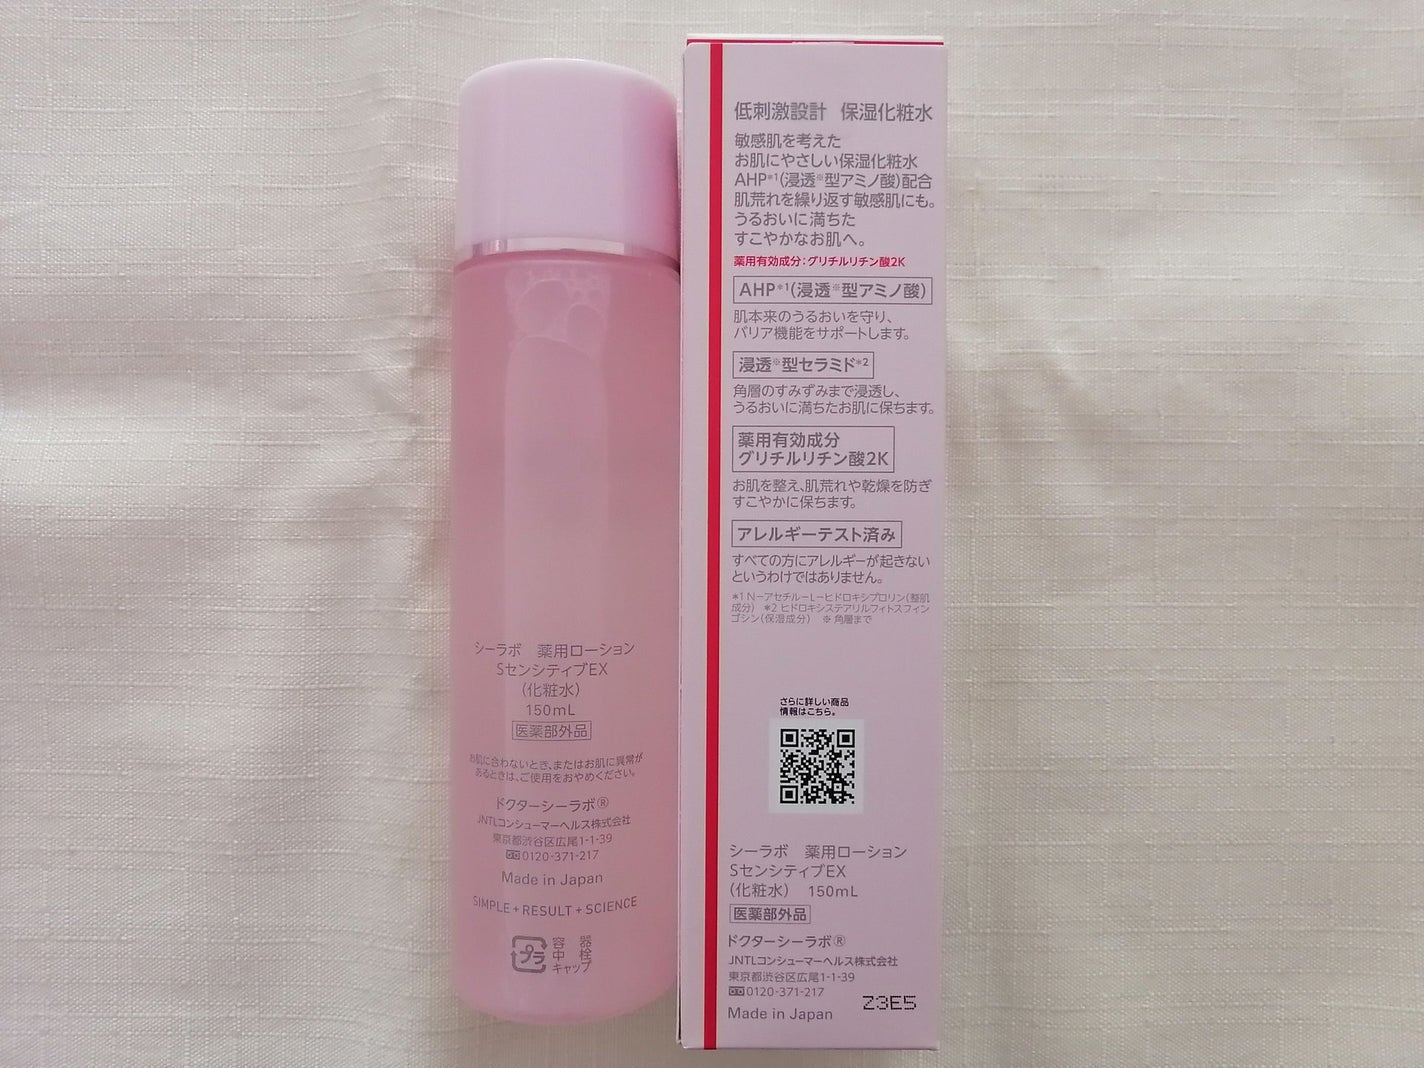 シーラボ　薬用ローション
SセンシティブEX
（化粧水）
150mL
医薬部外品
お肌に合わないとき、またはお肌に異常が
あるときは、ご使用をおやめください。
ドクターシーラボ®
JNTLコンシューマーヘルス株式会社
東京都渋谷区広尾1-1-39
0120-371-217
Made in Japan
SIMPLE+RESULT+SCIENCE
プラ
容器
中栓
キャップ
低刺激設計　保湿化粧水
敏感肌を考えた
お肌にやさしい保湿化粧水
AHP*1（浸透※型アミノ酸）配合
肌荒れを繰り返す敏感肌にも。
うるおいに満ちた
すこやかなお肌へ。
薬用有効成分：グリチルリチン酸2K
AHP*1（浸透※型アミノ酸）
肌本来のうるおいを守り、
バリア機能をサポートします。
浸透※型セラミド*2
角層のすみずみまで浸透し、
うるおいに満ちたお肌に保ちます。
薬用有効成分
グリチルリチン酸2K
お肌を整え、肌荒れや乾燥を防ぎ
すこやかに保ちます。
アレルギーテスト済み
すべての方にアレルギーが起きない
というわけではありません。
*1 N－アセチル－L－ヒドロキシプロリン（整肌
成分）　*2 ヒドロキシステアリルフィトスフィン
ゴシン（保湿成分）　※ 角層まで
さらに詳しい商品
情報はこちら。
シーラボ　薬用ローション
SセンシティブEX
（化粧水）　150mL
医薬部外品
ドクターシーラボ®
JNTLコンシューマーヘルス株式会社
東京都渋谷区広尾1-1-39
0120-371-217
Made in Japan
Z3E5